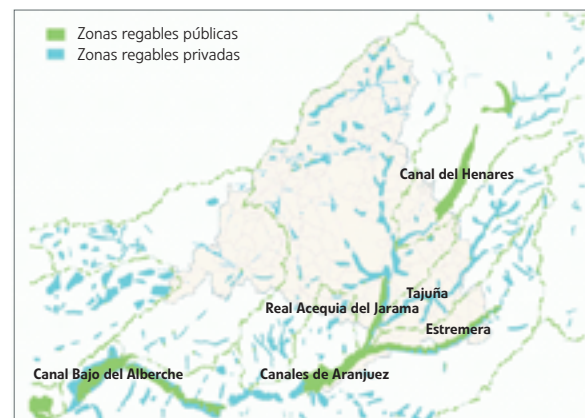 Zonas regables públicas
Zonas regables privadas
Canal del Henares
Tajuña
Real Acequia del Jarama
Estremera
Canal Bajo del Alberche
Canales de Aranjuez